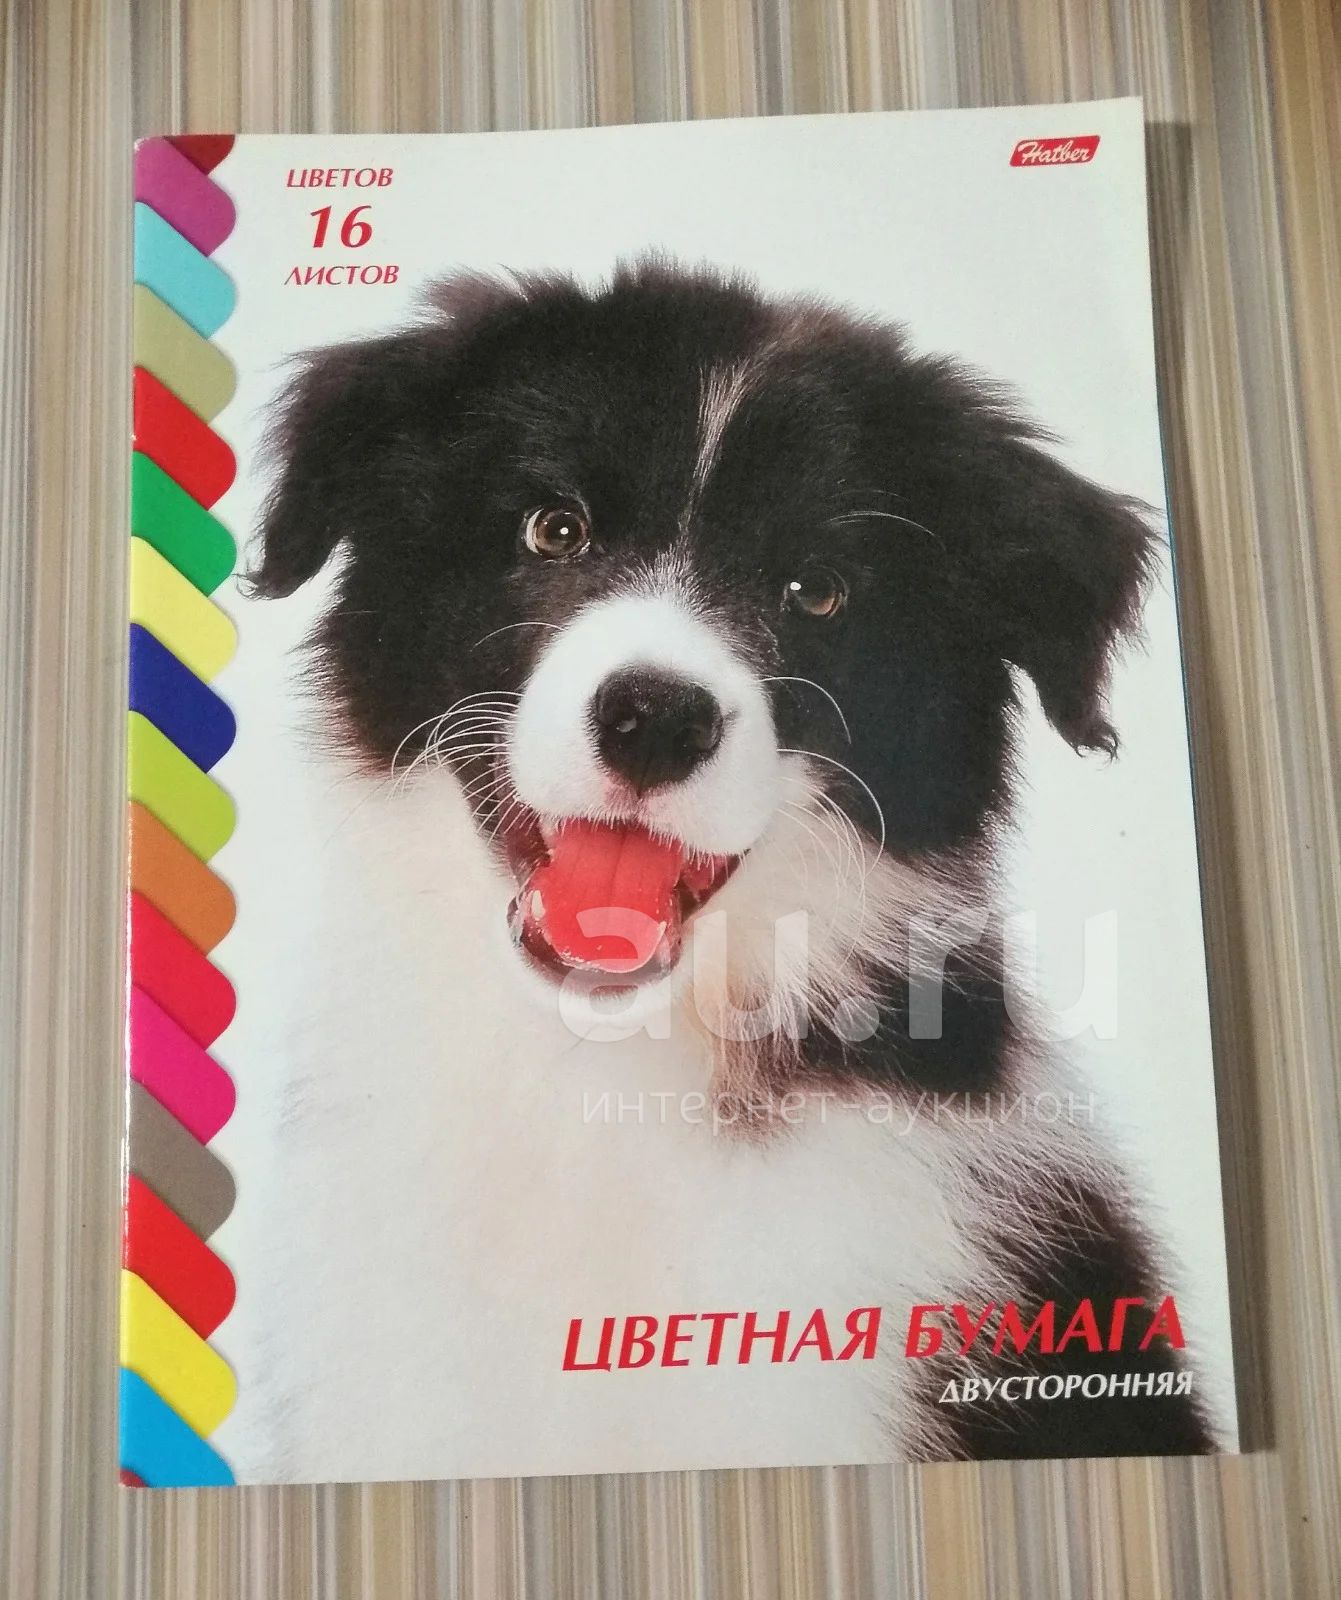 Hatber
ЦВЕТОВ
16
ЛИСТОВ
au.ru
интернет-аукцион
ЦВЕТНАЯ БУМАГА
ДВУСТОРОННЯЯ